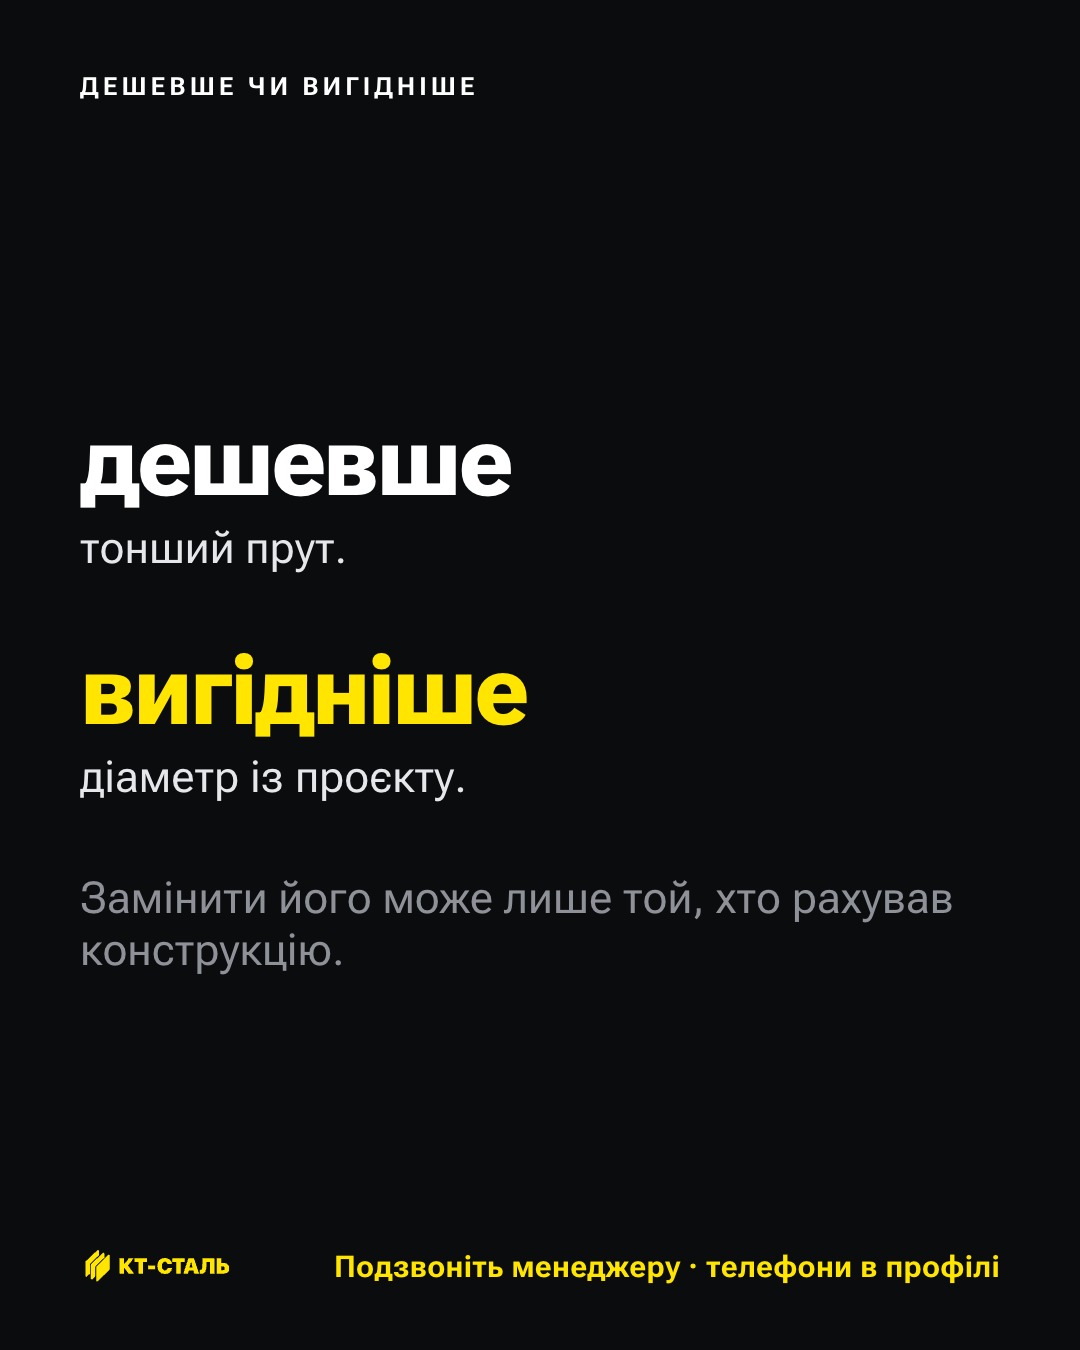 ДЕШЕВШЕ ЧИ ВИГІДНІШЕ
дешевше
тонший прут.
вигідніше
діаметр із проєкту.
Замінити його може лише той, хто рахував
конструкцію.
КТ-СТАЛЬ
Подзвоніть менеджеру · телефони в профілі